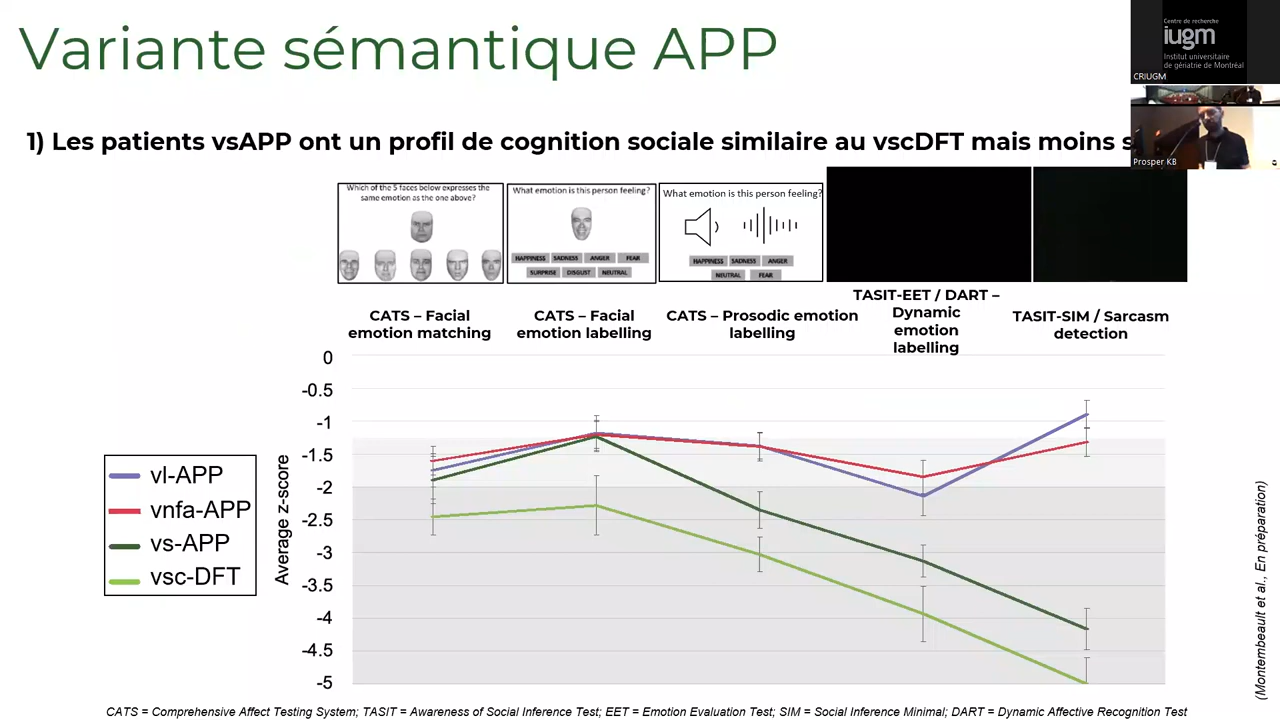 Variante sémantique APP
Centre de recherche
iugm
Institut universitaire
de gériatrie de Montréal
CRIUGM
Prosper KB
1) Les patients vsAPP ont un profil de cognition sociale similaire au vscDFT mais moins s
Which of the 5 faces below expresses the
same emotion as the one above?
What emotion is this person feeling?
HAPPINESS SADNESS ANGER FEAR
SURPRISE DISGUST NEUTRAL
What emotion is this person feeling?
HAPPINESS SADNESS ANGER
NEUTRAL FEAR
CATS – Facial
emotion matching
CATS – Facial
emotion labelling
CATS – Prosodic emotion
labelling
TASIT-EET / DART –
Dynamic
emotion
labelling
TASIT-SIM / Sarcasm
detection
0
-0.5
-1
-1.5
-2
-2.5
-3
-3.5
-4
-4.5
-5
Average z-score
vl-APP
vnfa-APP
vs-APP
vsc-DFT
(Montembeault et al., En préparation)
CATS = Comprehensive Affect Testing System; TASIT = Awareness of Social Inference Test; EET = Emotion Evaluation Test; SIM = Social Inference Minimal; DART = Dynamic Affective Recognition Test